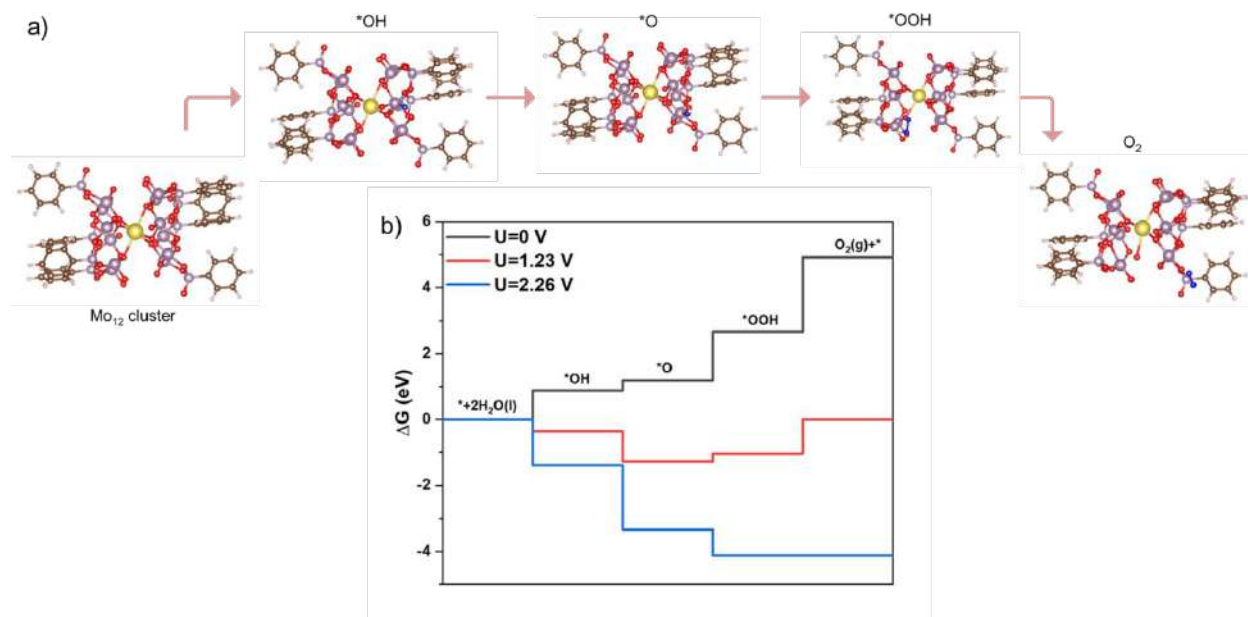 a)
*OH
*O
*OOH
O₂
Mo₁₂ cluster
b)
U=0 V
U=1.23 V
U=2.26 V
O₂(g)+*
*OOH
*O
*OH
*+2H₂O(l)
ΔG (eV)
6
4
2
0
-2
-4